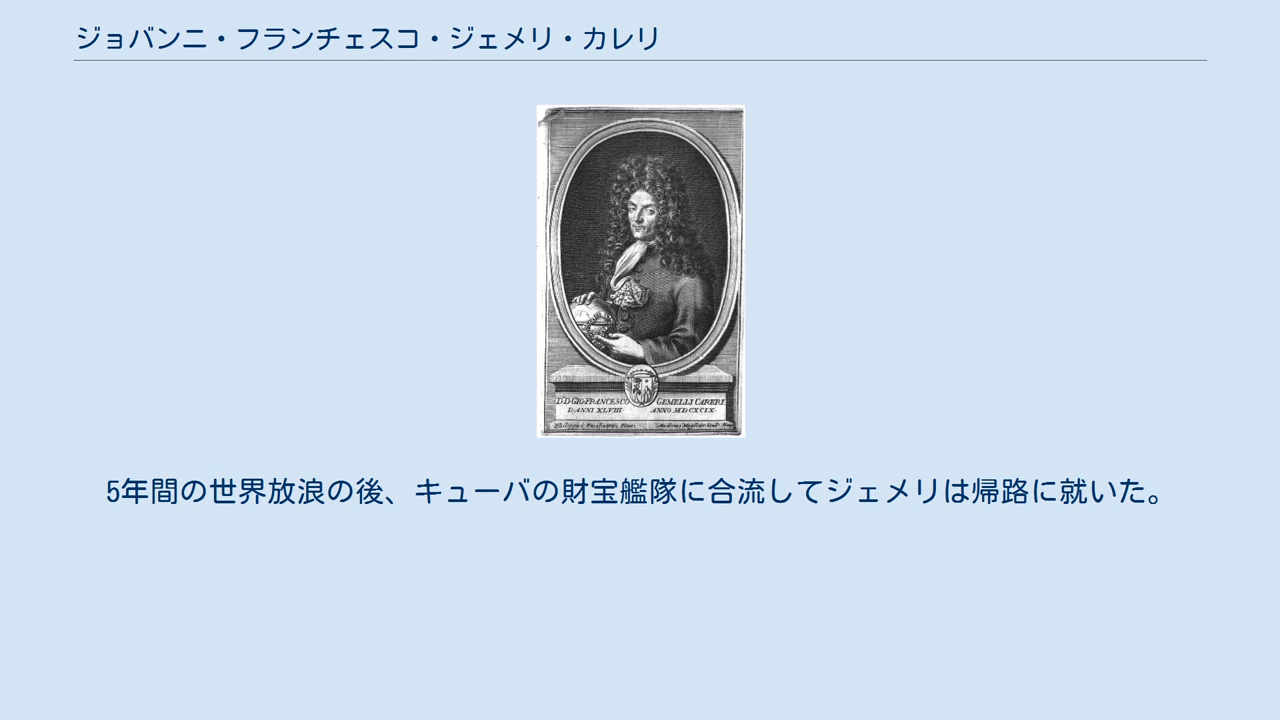 ジョバンニ・フランチェスコ・ジェメリ・カレリ
D.D.GIO:FRANCESCO GEMELLI CARERI
D'ANNI XLVIII. ANNO MDCXCIX.
5年間の世界放浪の後、キューバの財宝艦隊に合流してジェメリは帰路に就いた。